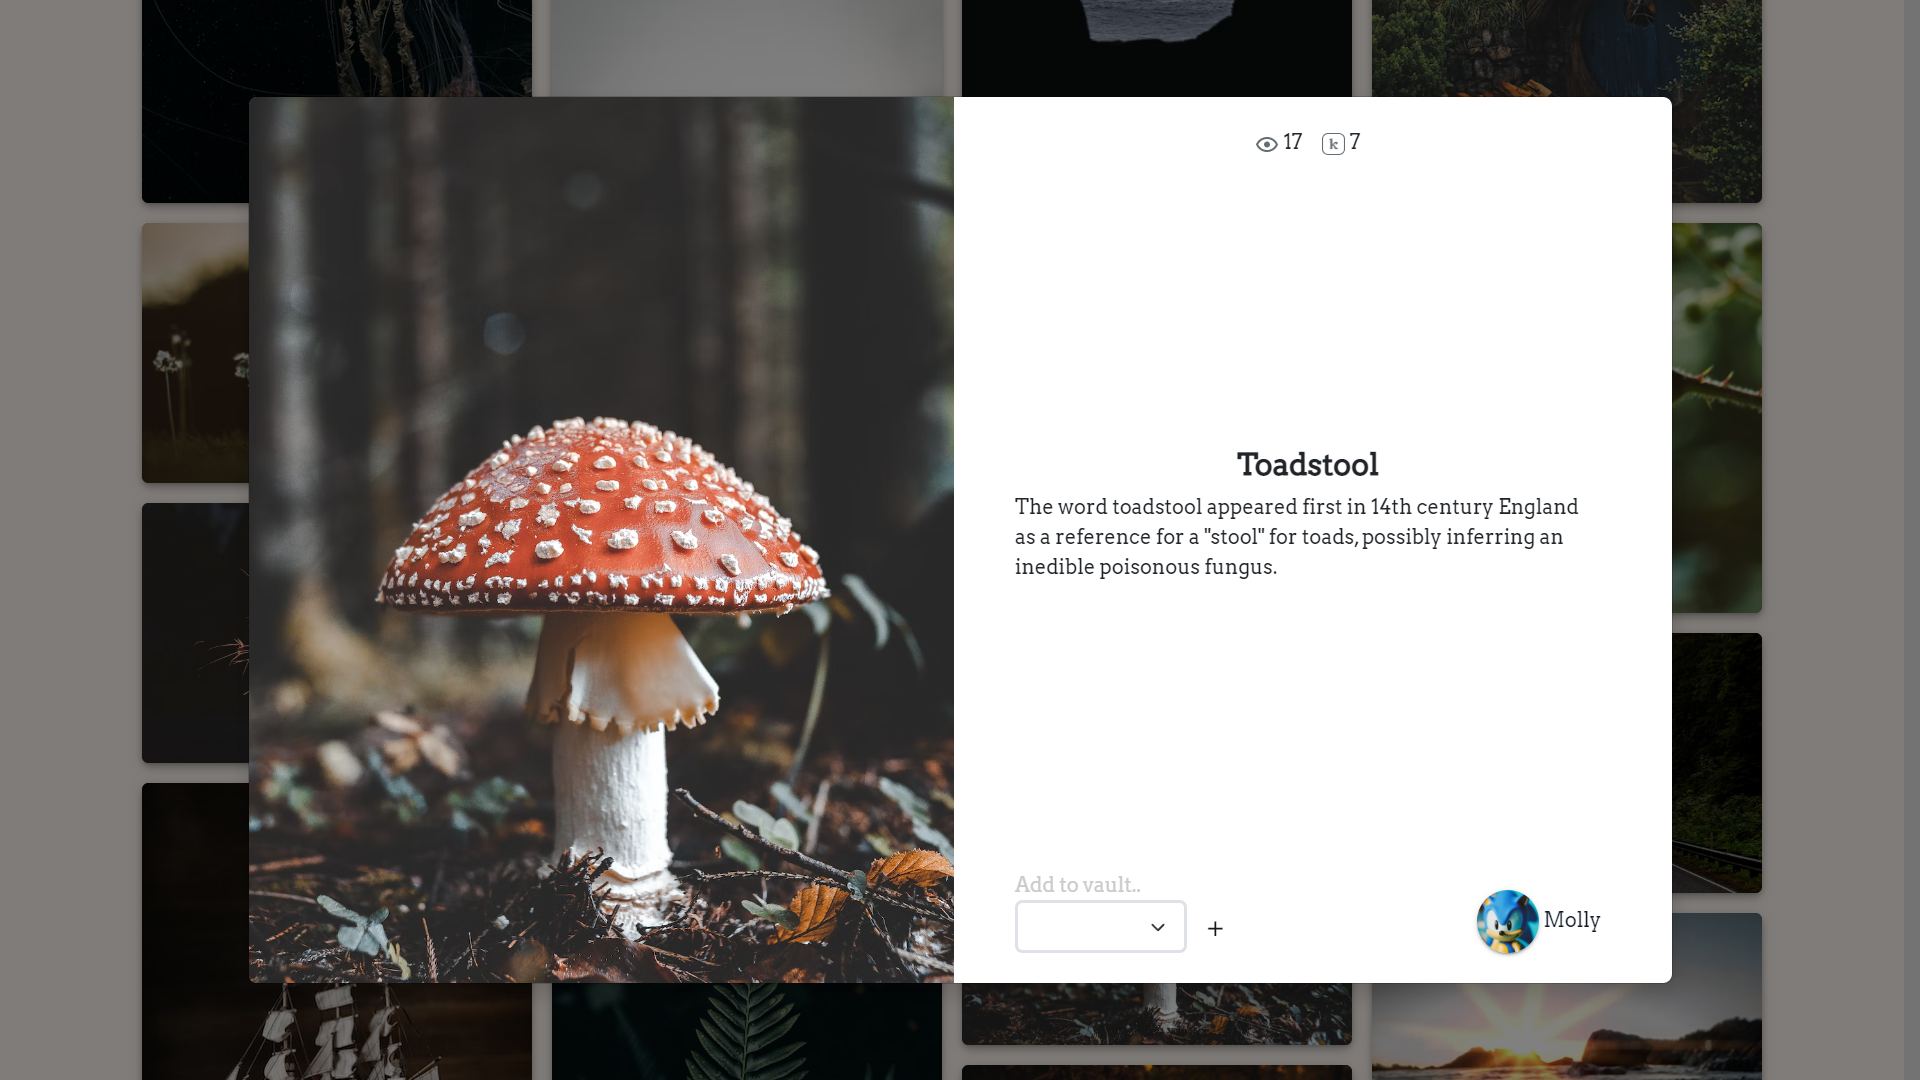 17 k 7
Toadstool
The word toadstool appeared first in 14th century England
as a reference for a "stool" for toads, possibly inferring an
inedible poisonous fungus.
Add to vault..
Molly